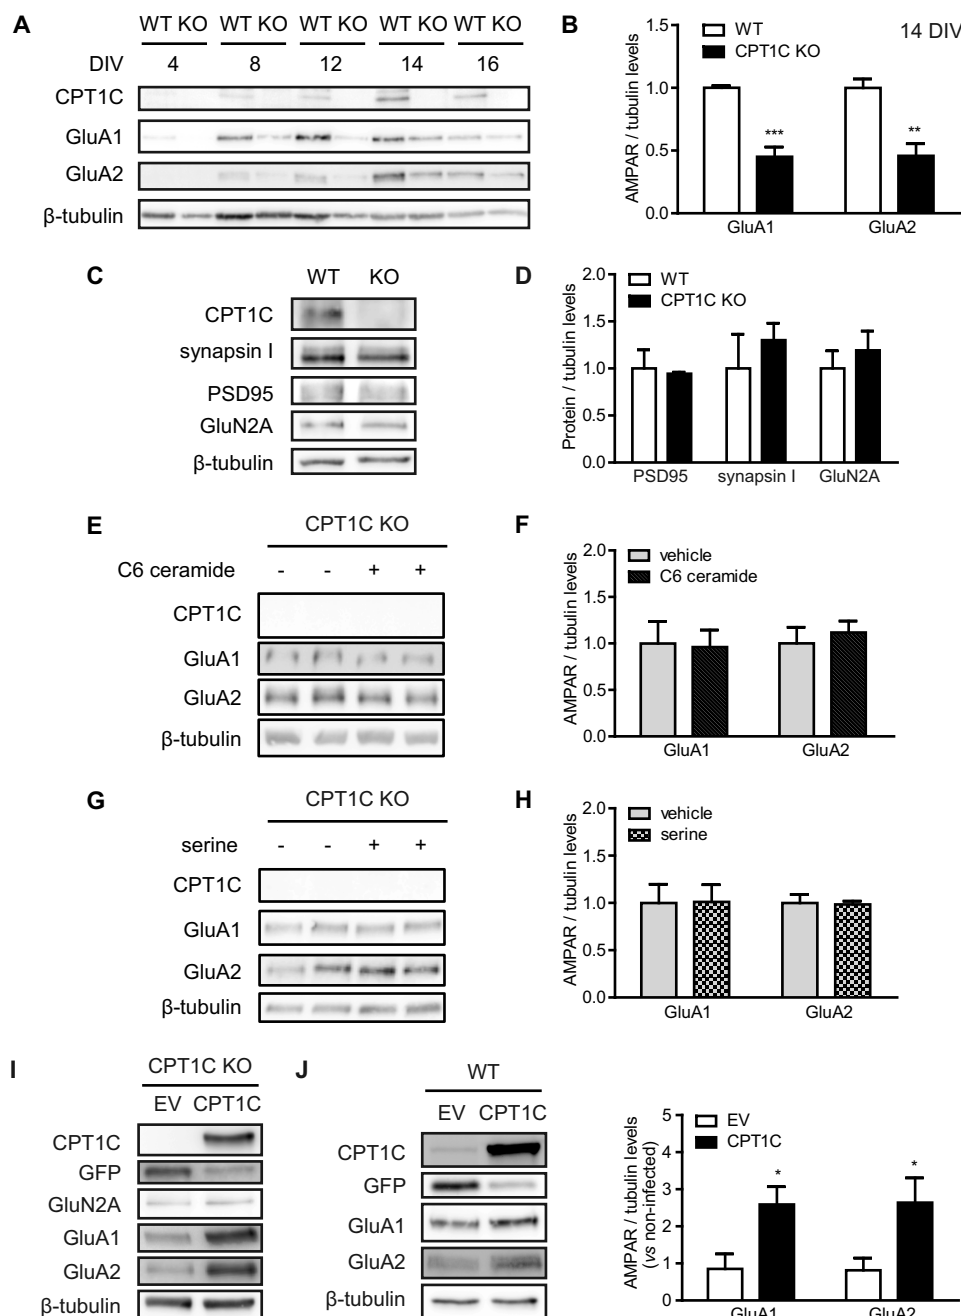 A
WT KO WT KO WT KO WT KO WT KO
DIV 4 8 12 14 16
CPT1C
GluA1
GluA2
β-tubulin
B
WT
CPT1C KO
14 DIV
AMPAR / tubulin levels
1.5
1.0
0.5
0.0
***
**
GluA1 GluA2
C
WT KO
CPT1C
synapsin I
PSD95
GluN2A
β-tubulin
D
WT
CPT1C KO
Protein / tubulin levels
2.0
1.5
1.0
0.5
0.0
PSD95 synapsin I GluN2A
E
CPT1C KO
C6 ceramide - - + +
CPT1C
GluA1
GluA2
β-tubulin
F
vehicle
C6 ceramide
AMPAR / tubulin levels
2.0
1.5
1.0
0.5
0.0
GluA1 GluA2
G
CPT1C KO
serine - - + +
CPT1C
GluA1
GluA2
β-tubulin
H
vehicle
serine
AMPAR / tubulin levels
2.0
1.5
1.0
0.5
0.0
GluA1 GluA2
I
CPT1C KO
EV CPT1C
CPT1C
GFP
GluN2A
GluA1
GluA2
β-tubulin
J
WT
EV CPT1C
CPT1C
GFP
GluA1
GluA2
β-tubulin
EV
CPT1C
AMPAR / tubulin levels
(vs non-infected)
5
4
3
2
1
0
*
*
GluA1 GluA2